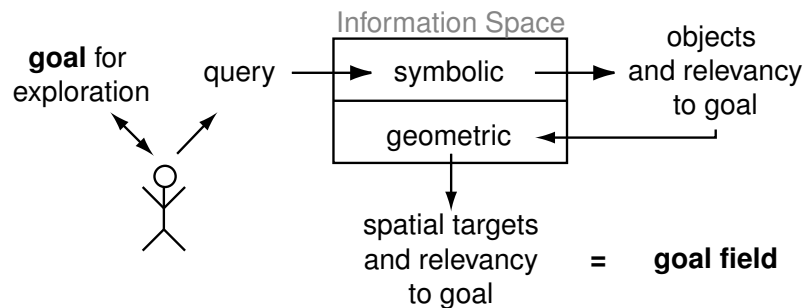 Information Space
goal for
exploration
query
symbolic
objects
and relevancy
to goal
geometric
spatial targets
and relevancy
to goal
= goal field